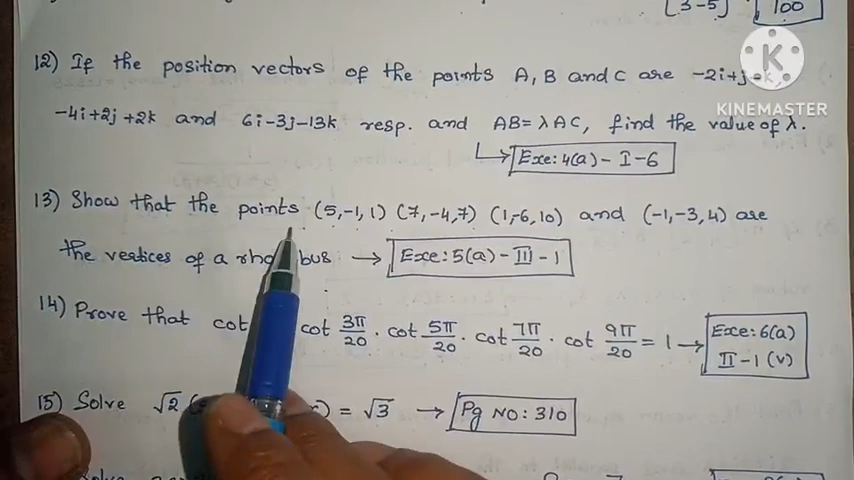 [3 -5] 100
12) If the position vectors of the points A, B and C are -2i+j-k,
KINEMASTER
-4i+2j+2k and 6i-3j-13k resp. and AB=λAC, find the value of λ.
Exe: 4(a)-I-6
13) Show that the points (5,-1,1) (7,-4,7) (1,-6,10) and (-1,-3,4) are
the vertices of a bus → Exe: 5(a)-III-1
14) Prove that cot cot 3π/20 . cot 5π/20 . cot 7π/20 . cot 9π/20 = 1 → Exe: 6(a) II-1(v)
15) Solve √2 ) = √3 → Pg NO: 310